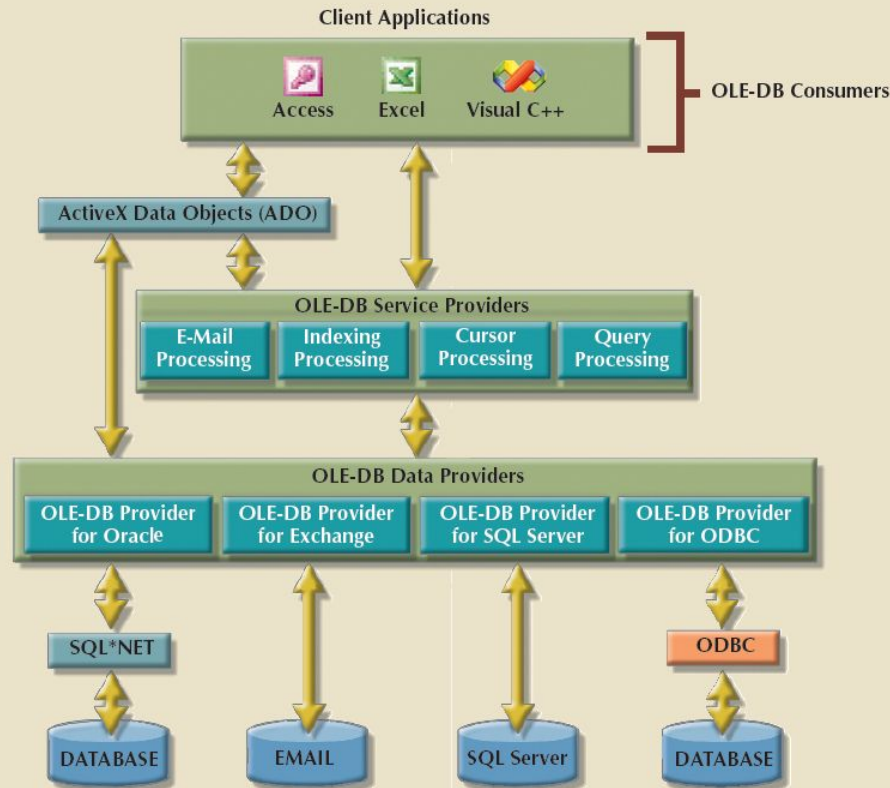 Client Applications
Access
Excel
Visual C++
OLE-DB Consumers
ActiveX Data Objects (ADO)
OLE-DB Service Providers
E-Mail
Processing
Indexing
Processing
Cursor
Processing
Query
Processing
OLE-DB Data Providers
OLE-DB Provider
for Oracle
OLE-DB Provider
for Exchange
OLE-DB Provider
for SQL Server
OLE-DB Provider
for ODBC
SQL*NET
ODBC
DATABASE
EMAIL
SQL Server
DATABASE